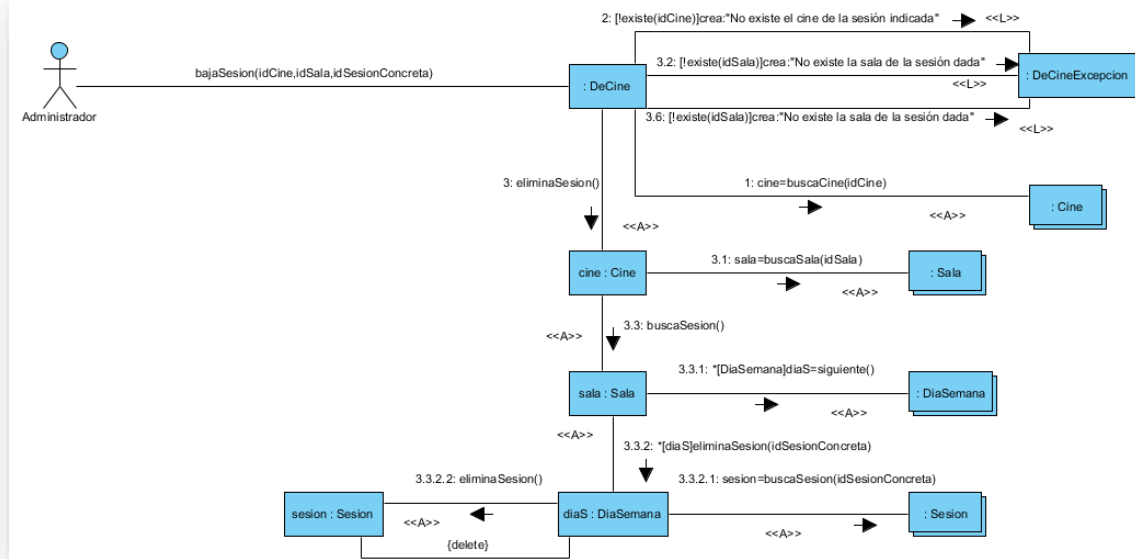 2: [!existe(idCine)]crea:"No existe el cine de la sesión indicada"
<<L>>
3.2: [!existe(idSala)]crea:"No existe la sala de la sesión dada"
bajaSesion(idCine,idSala,idSesionConcreta)
: DeCine
: DeCineExcepcion
<<L>>
Administrador
3.6: [!existe(idSala)]crea:"No existe la sala de la sesión dada"
<<L>>
3: eliminaSesion()
1: cine=buscaCine(idCine)
: Cine
<<A>>
<<A>>
3.1: sala=buscaSala(idSala)
cine : Cine
: Sala
<<A>>
3.3: buscaSesion()
<<A>>
3.3.1: *[DiaSemana]diaS=siguiente()
sala : Sala
: DiaSemana
<<A>>
<<A>>
3.3.2: *[diaS]eliminaSesion(idSesionConcreta)
3.3.2.2: eliminaSesion()
3.3.2.1: sesion=buscaSesion(idSesionConcreta)
sesion : Sesion
diaS : DiaSemana
: Sesion
<<A>>
<<A>>
{delete}